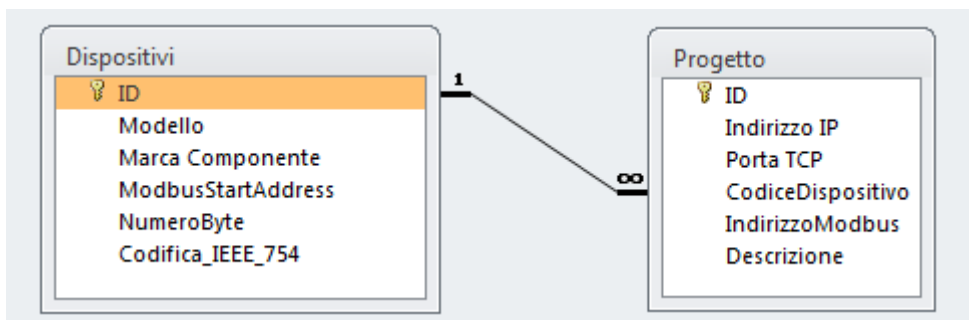 Dispositivi
ID
Modello
Marca Componente
ModbusStartAddress
NumeroByte
Codifica_IEEE_754
1
∞
Progetto
ID
Indirizzo IP
Porta TCP
CodiceDispositivo
IndirizzoModbus
Descrizione